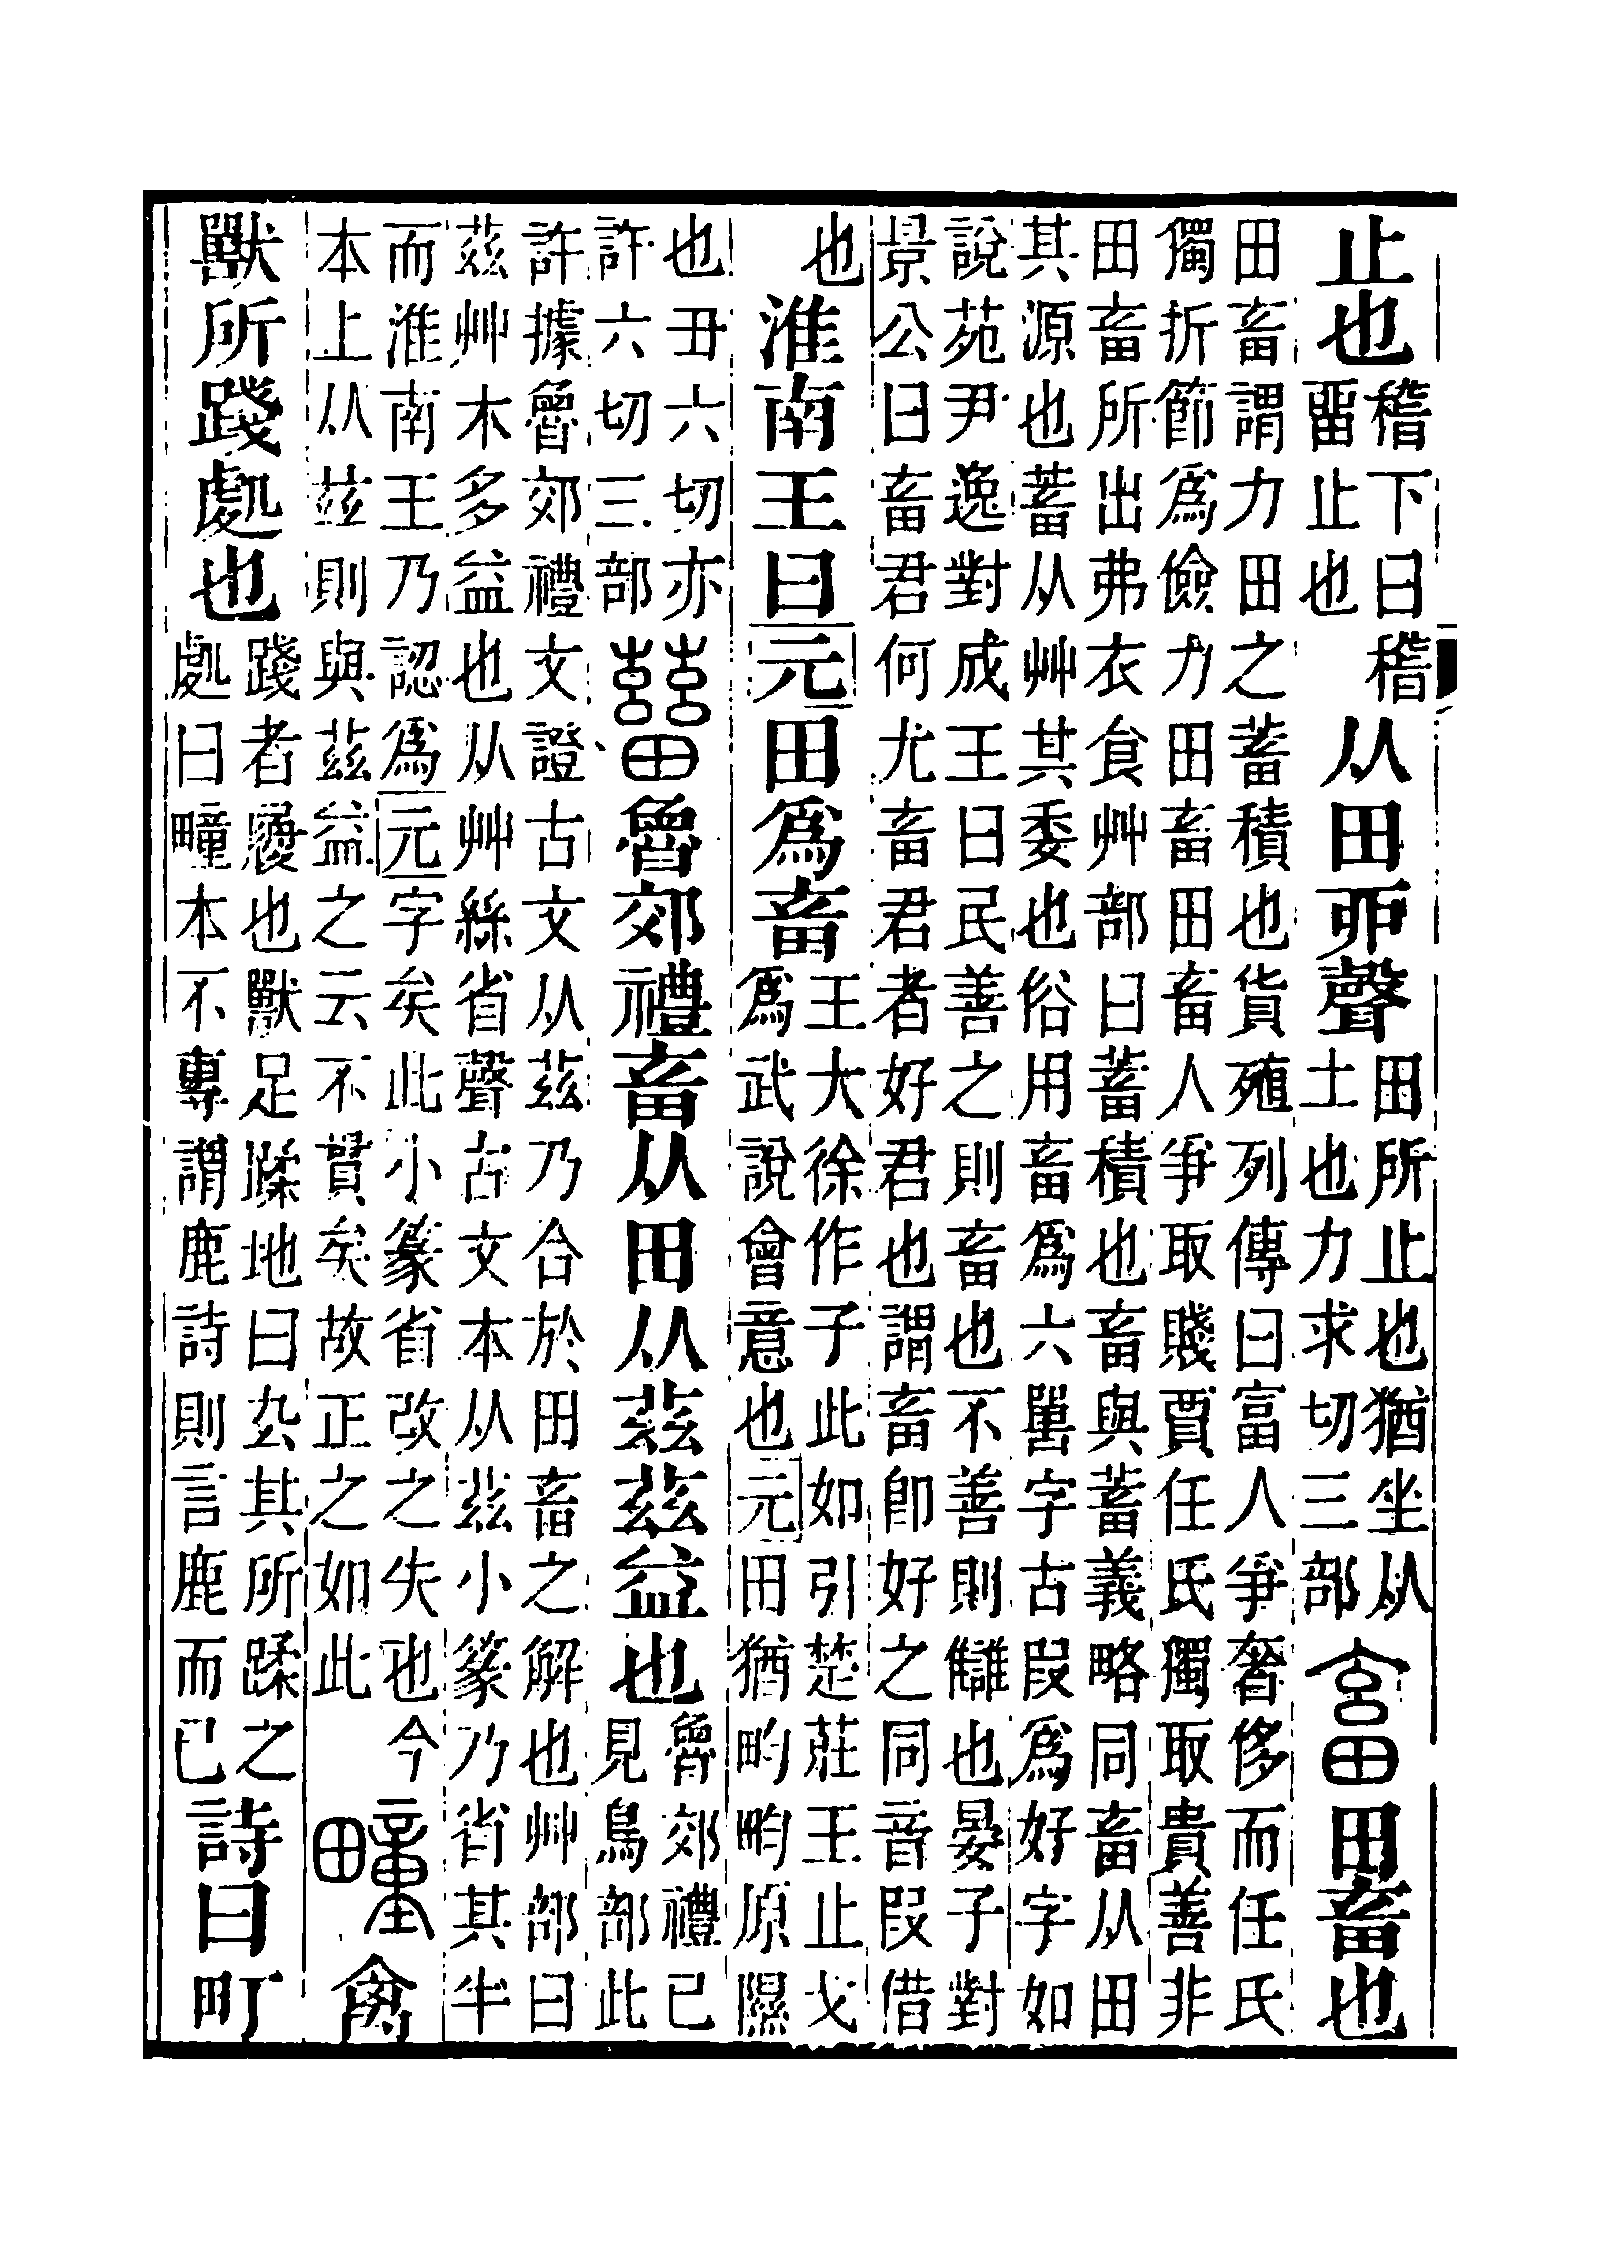 止也
稽下曰稽
畱止也
从田丣聲
田所止也猶坐从
土也力求切三部
畜田畜也
田畜謂力田之蓄積也貨殖列傳曰富人爭奢侈而任氏
獨折節爲儉力田畜田畜人爭取賤賈任氏獨取貴善非
田畜所出弗衣食艸部曰蓄積也畜與蓄義略同畜从田
其源也蓄从艸其委也俗用畜爲六嘼字古叚爲好字如
說苑尹逸對成王曰民善之則畜也不善則讎也晏子對
景公曰畜君何尤畜君者好君也謂畜卽好之同音叚借
也
淮南王曰元田爲畜
王大徐作子此如引楚莊王止戈
爲武說會意也元田猶畇畇原隰
也丑六切亦
許六切三部
𤲸魯郊禮畜从田从茲茲益也
魯郊禮已
見鳥部此
許據魯郊禮文證古文从茲乃合於田畜之解也艸部曰
茲艸木多益也从艸絲省聲古文本从茲小篆乃省其半
而淮南王乃認爲元字矣此小篆省改之失也今
本上从茲則與茲益之云不貫矣故正之如此
疃禽
獸所踐處也
踐者履也獸足蹂地曰厹其所蹂之
處曰疃本不專謂鹿詩則言鹿而已
詩曰町